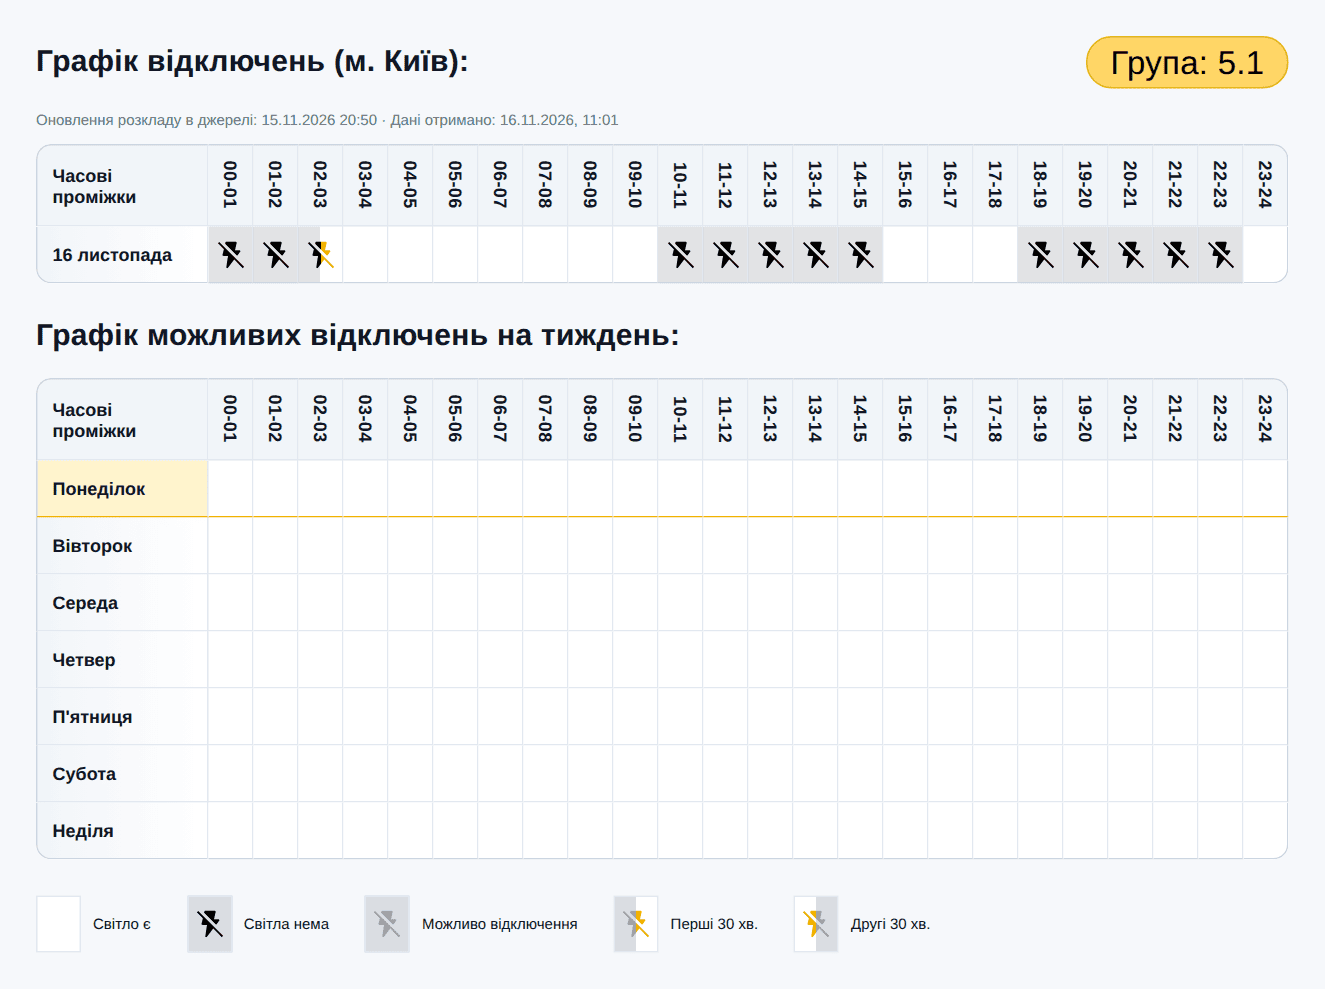 Графік відключень (м. Київ):
Група: 5.1
Оновлення розкладу в джерелі: 15.11.2026 20:50 · Дані отримано: 16.11.2026, 11:01
Часові проміжки 00-01 01-02 02-03 03-04 04-05 05-06 06-07 07-08 08-09 09-10 10-11 11-12 12-13 13-14 14-15 15-16 16-17 17-18 18-19 19-20 20-21 21-22 22-23 23-24
16 листопада
Графік можливих відключень на тиждень:
Часові проміжки 00-01 01-02 02-03 03-04 04-05 05-06 06-07 07-08 08-09 09-10 10-11 11-12 12-13 13-14 14-15 15-16 16-17 17-18 18-19 19-20 20-21 21-22 22-23 23-24
Понеділок
Вівторок
Середа
Четвер
П'ятниця
Субота
Неділя
Світло є Світла нема Можливо відключення Перші 30 хв. Другі 30 хв.